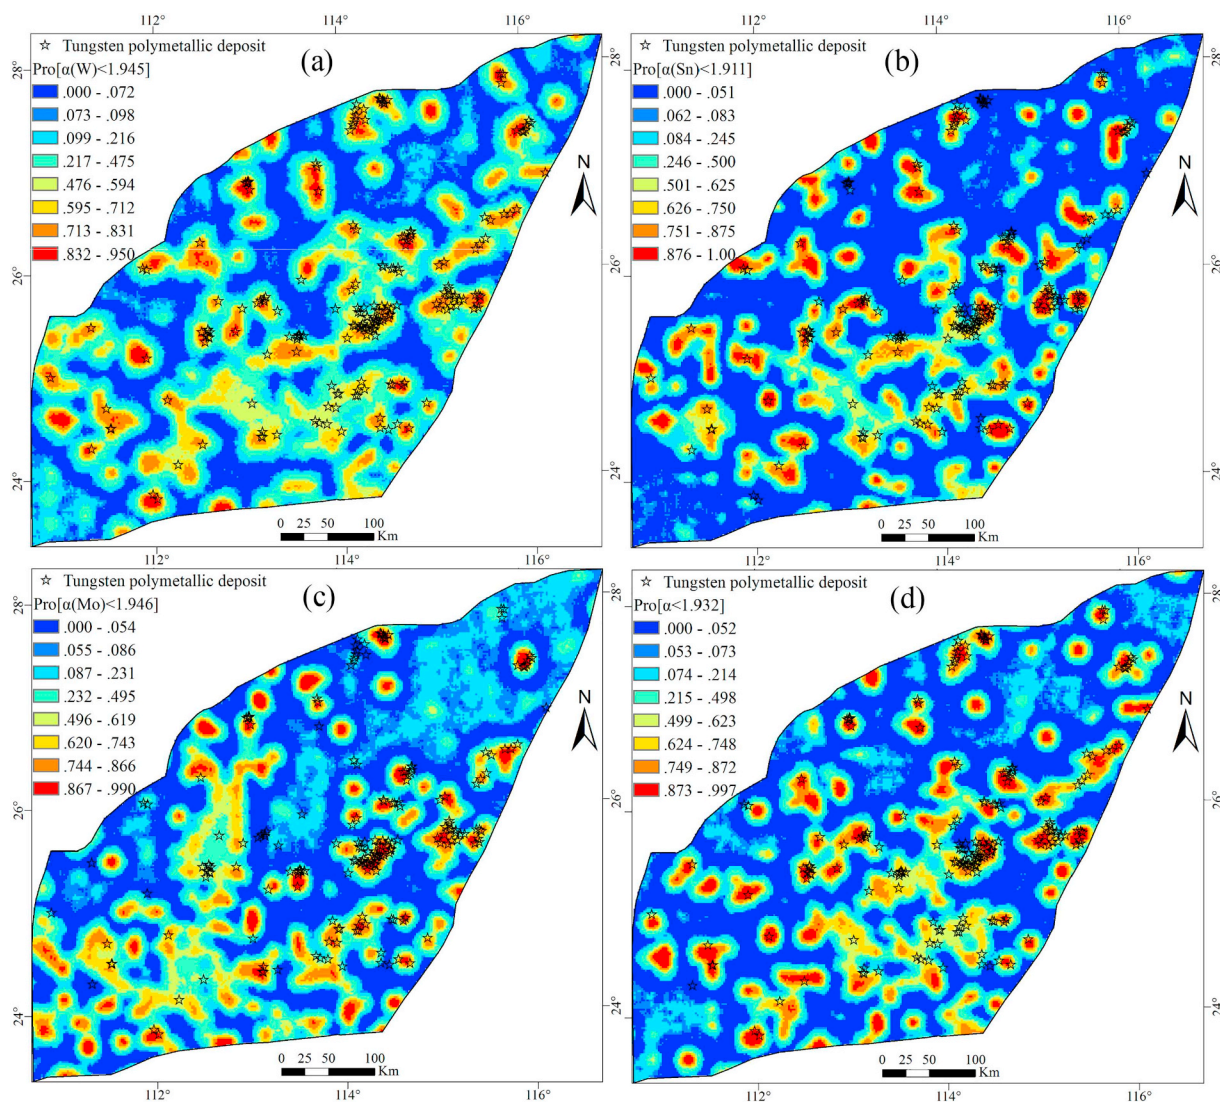 112° 114° 116°
☆ Tungsten polymetallic deposit
(a)
Pro[α(W)<1.945]
.000 - .072
.073 - .098
.099 - .216
.217 - .475
.476 - .594
.595 - .712
.713 - .831
.832 - .950
28°
26°
24°
N
0 25 50 100
Km
112° 114° 116°
114° 116°
☆ Tungsten polymetallic deposit
(b)
Pro[α(Sn)<1.911]
.000 - .051
.062 - .083
.084 - .245
.246 - .500
.501 - .625
.626 - .750
.751 - .875
.876 - 1.00
28°
26°
24°
N
0 25 50 100
Km
112° 114° 116°
☆ Tungsten polymetallic deposit
(c)
Pro[α(Mo)<1.946]
.000 - .054
.055 - .086
.087 - .231
.232 - .495
.496 - .619
.620 - .743
.744 - .866
.867 - .990
28°
26°
24°
N
0 25 50 100
Km
112° 114° 116°
☆ Tungsten polymetallic deposit
(d)
Pro[α<1.932]
.000 - .052
.053 - .073
.074 - .214
.215 - .498
.499 - .623
.624 - .748
.749 - .872
.873 - .997
28°
26°
24°
N
0 25 50 100
Km
112° 114° 116°